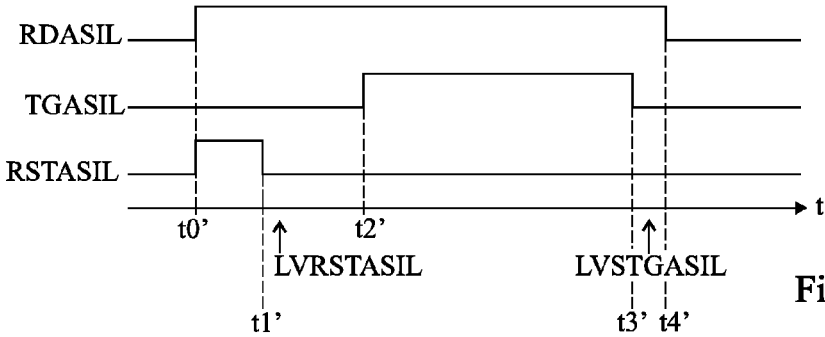 RDASIL
TGASIL
RSTASIL
t
t0’ t2’
LVRSTASIL LVSTGASIL
Fi
t1’ t3’ t4’